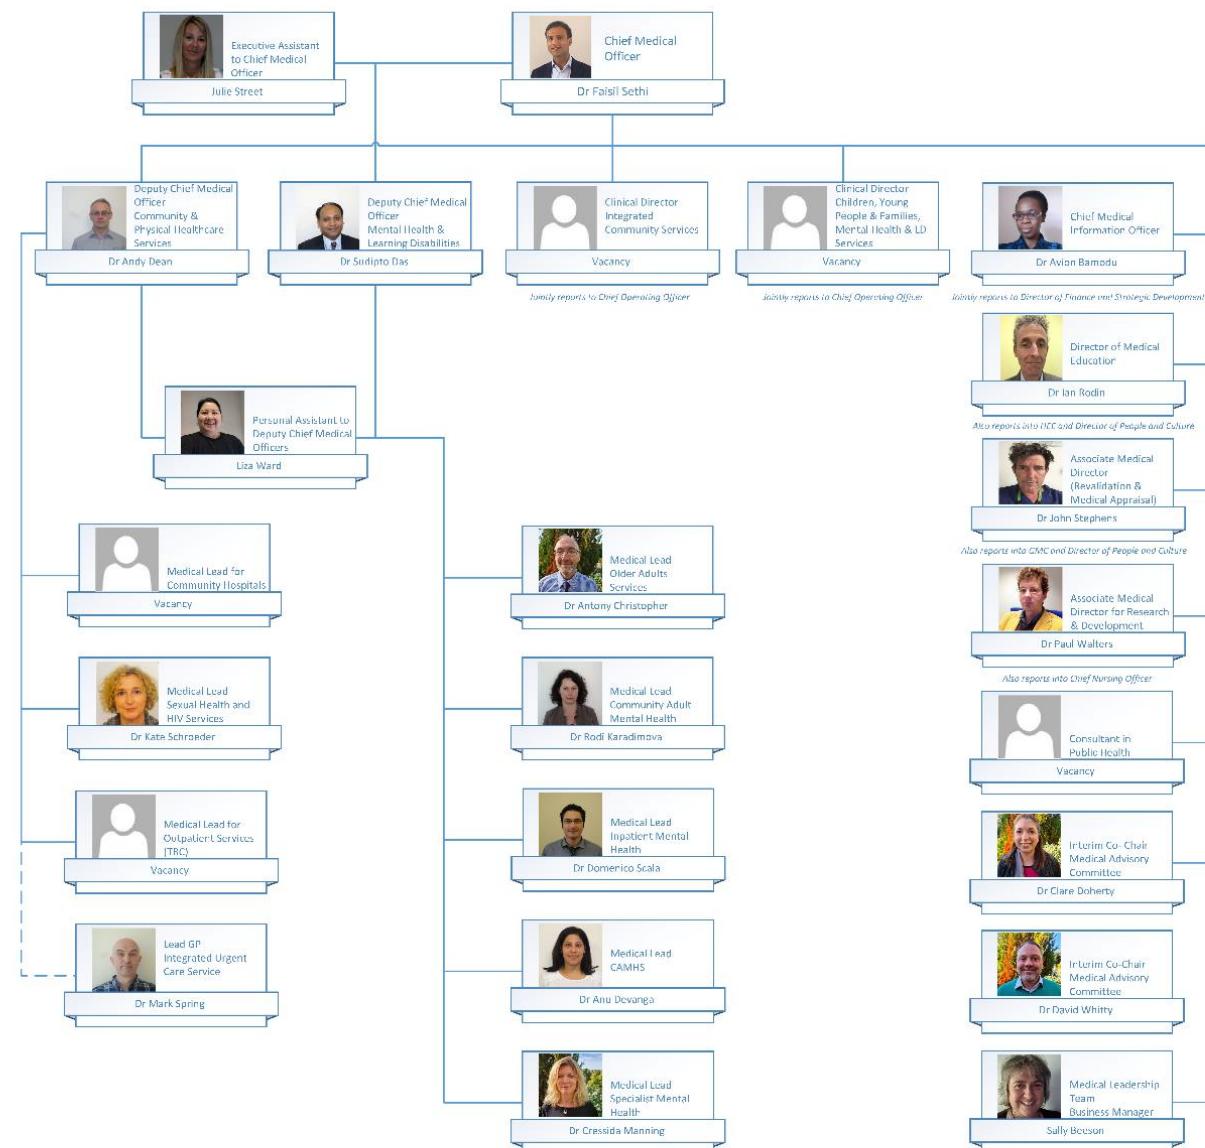 Executive Assistant
to Chief Medical
Officer
Julie Street
Chief Medical
Officer
Dr Faisil Sethi
Deputy Chief Medical
Officer
Community &
Physical Healthcare
Services
Dr Andy Dean
Deputy Chief Medical
Officer
Mental Health &
Learning Disabilities
Dr Sudipto Das
Clinical Director
Integrated
Community Services
Vacancy
Jointly reports to Chief Operating Officer
Clinical Director
Children, Young
People & Families,
Mental Health & LD
Services
Vacancy
Jointly reports to Chief Operating Officer
Chief Medical
Information Officer
Dr Avion Bamodu
Jointly reports to Director of Finance and Strategic Development
Director of Medical
Education
Dr Ian Rodin
Also reports into HEE and Director of People and Culture
Personal Assistant to
Deputy Chief Medical
Officers
Liza Ward
Associate Medical
Director
(Revalidation &
Medical Appraisal)
Dr John Stephens
Also reports into GMC and Director of People and Culture
Medical Lead for
Community Hospitals
Vacancy
Medical Lead
Older Adults
Services
Dr Antony Christopher
Associate Medical
Director for Research
& Development
Dr Paul Walters
Also reports into Chief Nursing Officer
Medical Lead
Sexual Health and
HIV Services
Dr Kate Schroeder
Medical Lead
Community Adult
Mental Health
Dr Rodi Karadimova
Consultant in
Public Health
Vacancy
Medical Lead for
Outpatient Services
(TBC)
Vacancy
Medical Lead
Inpatient Mental
Health
Dr Domenico Scala
Interim Co- Chair
Medical Advisory
Committee
Dr Clare Doherty
Lead GP
Integrated Urgent
Care Service
Dr Mark Spring
Medical Lead
CAMHS
Dr Anu Devanga
Interim Co-Chair
Medical Advisory
Committee
Dr David Whitty
Medical Lead
Specialist Mental
Health
Dr Cressida Manning
Medical Leadership
Team
Business Manager
Sally Beeson